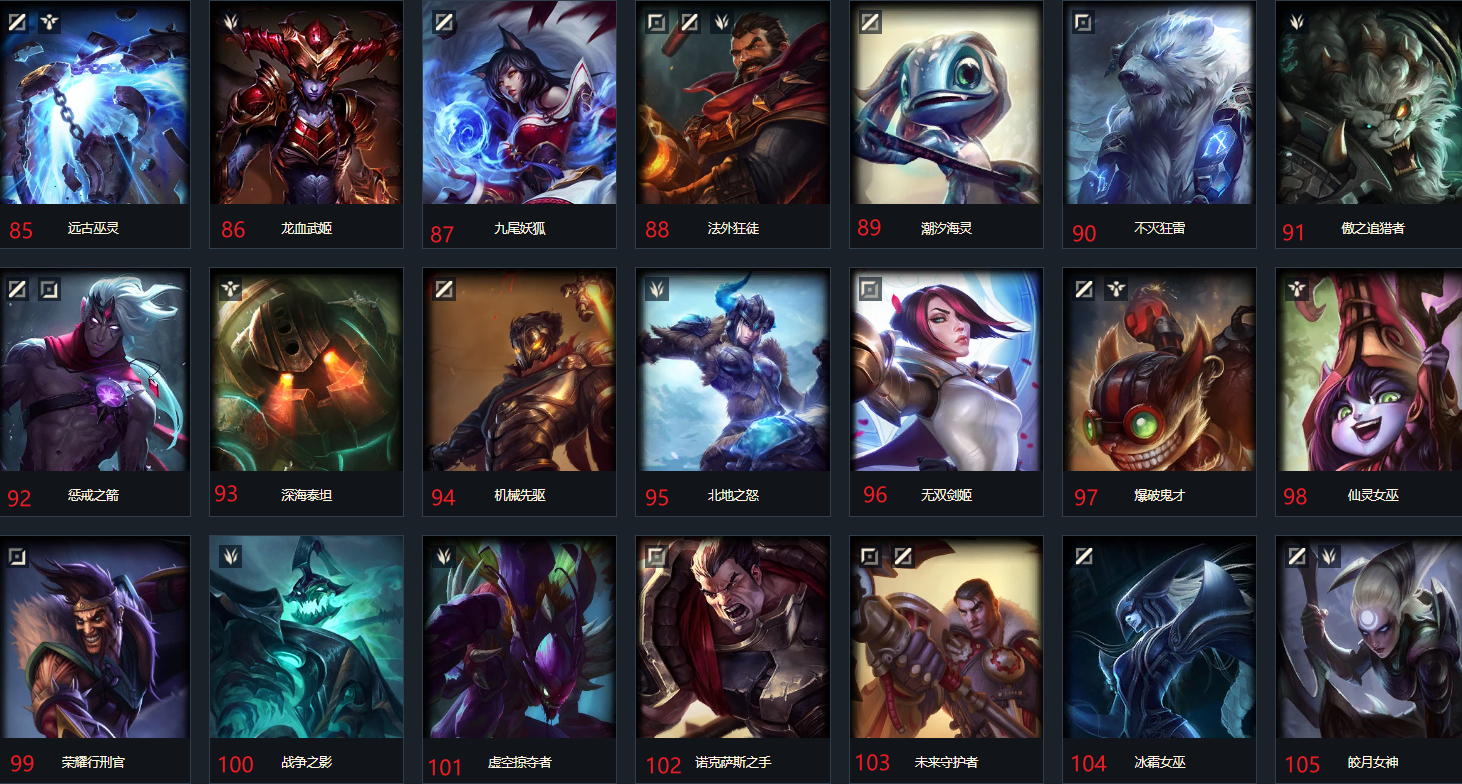 85 远古巫灵
86 龙血武姬
87 九尾妖狐
88 法外狂徒
89 潮汐海灵
90 不灭狂雷
91 傲之追猎者
92 惩戒之箭
93 深海泰坦
94 机械先驱
95 北地之怒
96 无双剑姬
97 爆破鬼才
98 仙灵女巫
99 荣耀行刑官
100 战争之影
101 虚空掠夺者
102 诺克萨斯之手
103 未来守护者
104 冰霜女巫
105 皎月女神